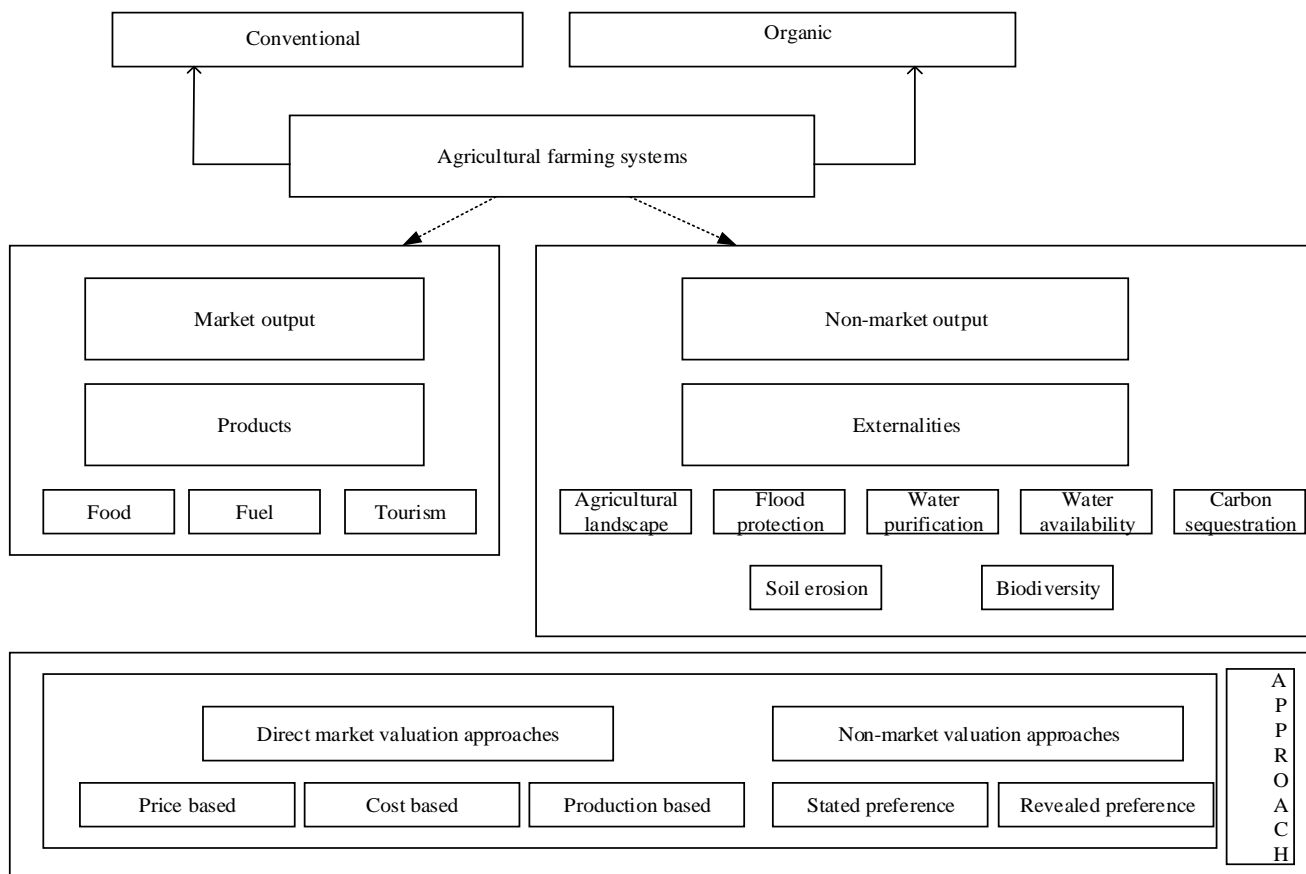 Conventional
Organic
Agricultural farming systems
Market output
Products
Food
Fuel
Tourism
Non-market output
Externalities
Agricultural
landscape
Flood
protection
Water
purification
Water
availability
Carbon
sequestration
Soil erosion
Biodiversity
Direct market valuation approaches
Non-market valuation approaches
Price based
Cost based
Production based
Stated preference
Revealed preference
A
P
P
R
O
A
C
H